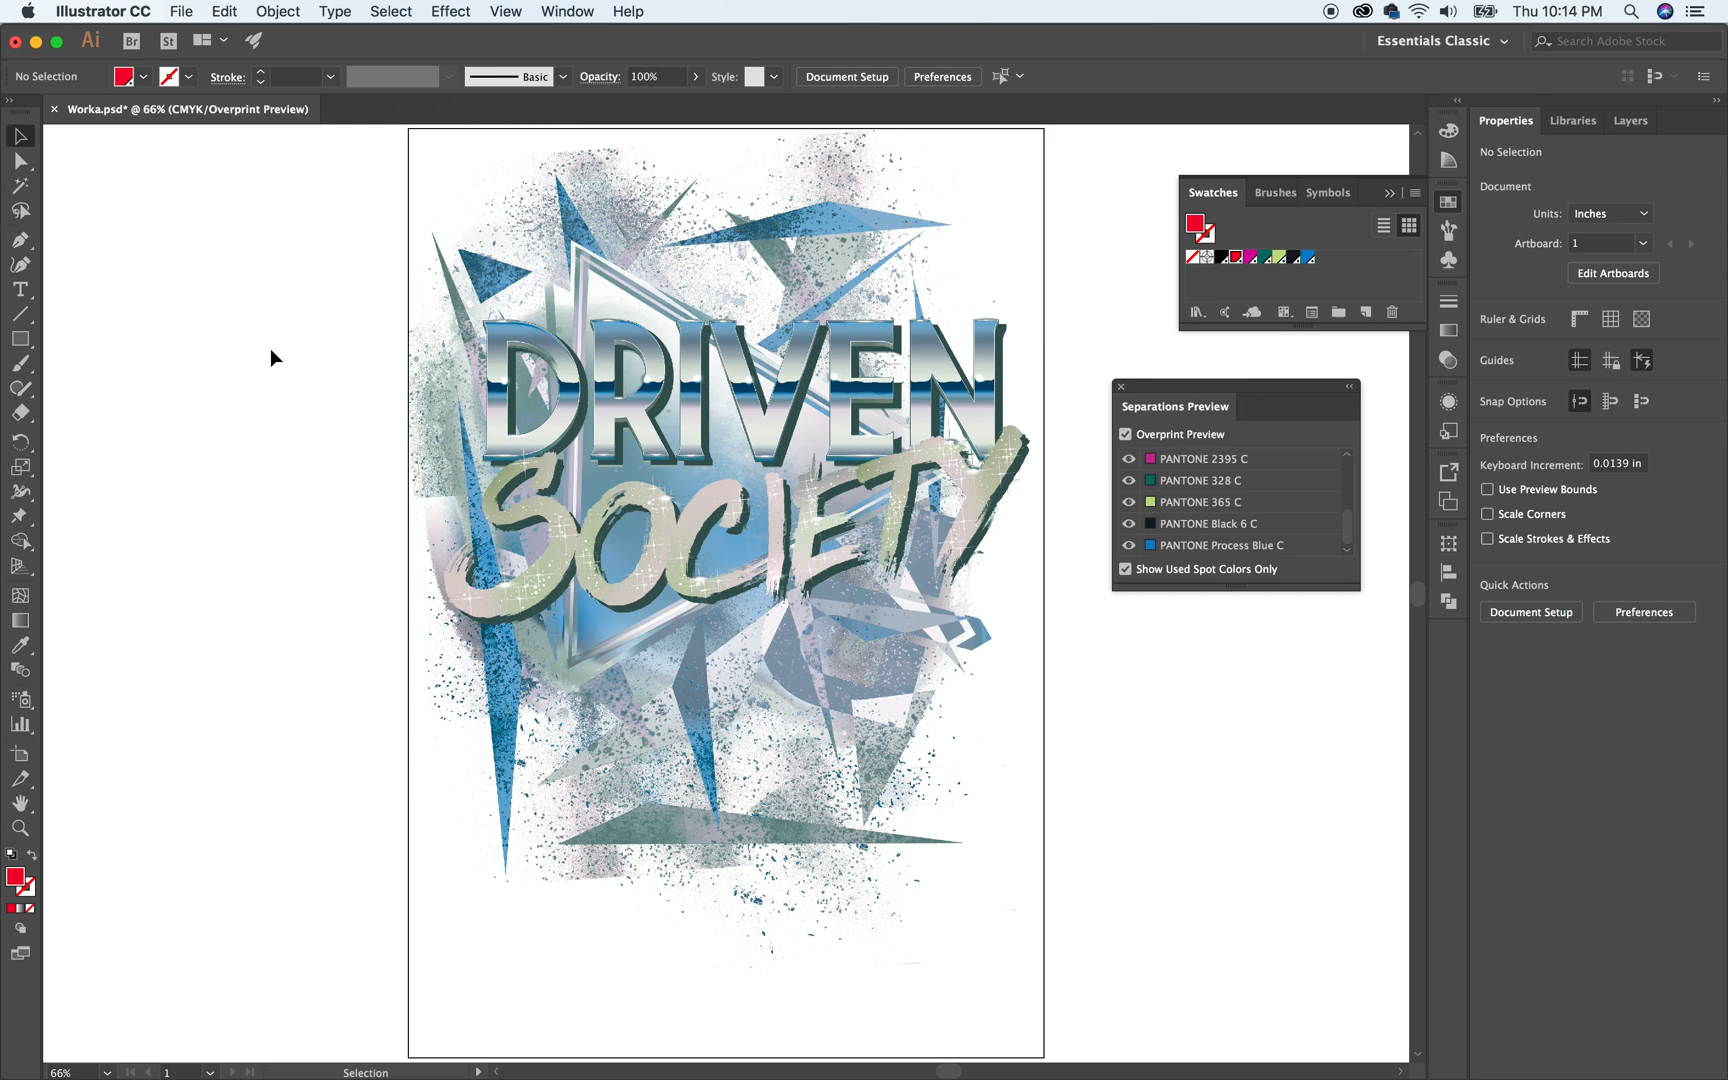 Illustrator CC File Edit Object Type Select Effect View Window Help Thu 10:14 PM
Ai Br St Essentials Classic Search Adobe Stock
No Selection Stroke: Basic Opacity: 100% Style: Document Setup Preferences
× Worka.psd* @ 66% (CMYK/Overprint Preview)
DRIVEN
SOCIETY
Swatches Brushes Symbols
Separations Preview
Overprint Preview
PANTONE 2395 C
PANTONE 328 C
PANTONE 365 C
PANTONE Black 6 C
PANTONE Process Blue C
Show Used Spot Colors Only
Properties Libraries Layers
No Selection
Document
Units: Inches
Artboard: 1
Edit Artboards
Ruler & Grids
Guides
Snap Options
Preferences
Keyboard Increment: 0.0139 in
Use Preview Bounds
Scale Corners
Scale Strokes & Effects
Quick Actions
Document Setup Preferences
66% 1 Selection